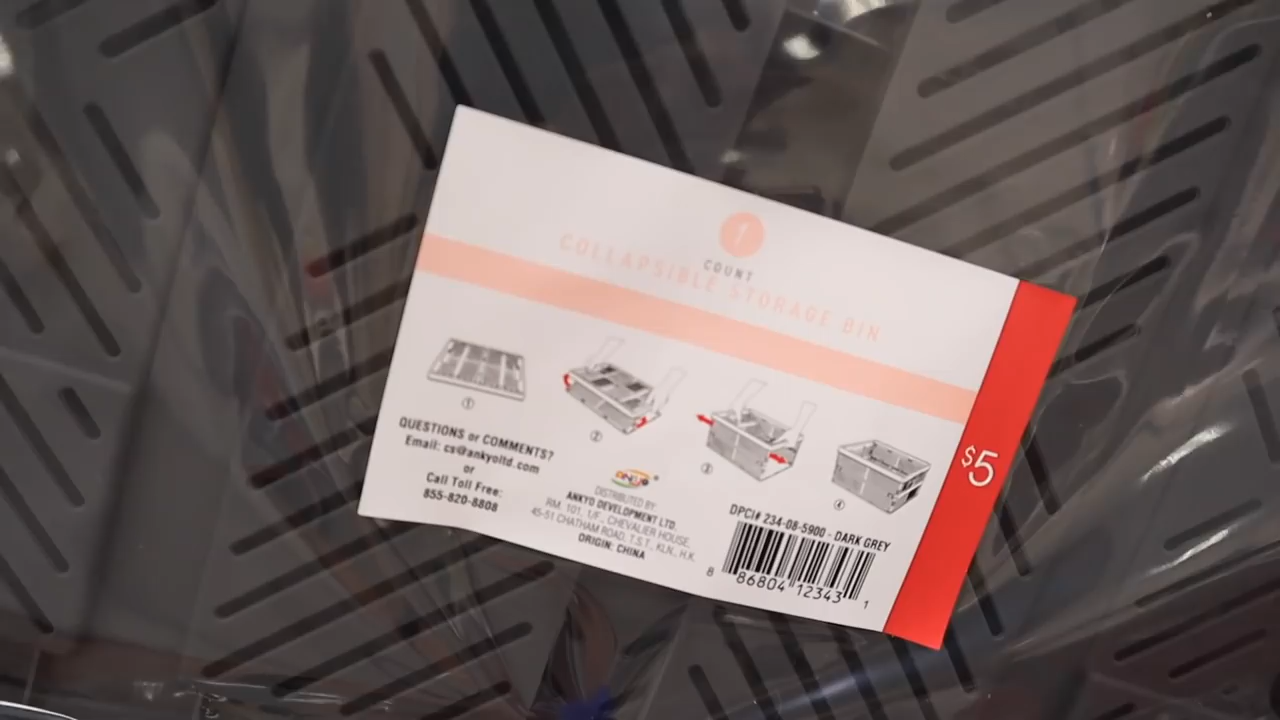 1
COUNT
COLLAPSIBLE STORAGE BIN
①
②
③
④
$5
QUESTIONS or COMMENTS?
Email: cs@ankyoltd.com
or
Call Toll Free:
855-820-8808
ANKYO®
DISTRIBUTED BY:
ANKYO DEVELOPMENT LTD.
RM. 101, 1/F., CHEVALIER HOUSE,
45-51 CHATHAM ROAD, T.S.T., KLN., H.K.
ORIGIN: CHINA
DPCI# 234-08-5900 - DARK GREY
8 86804 12343 1